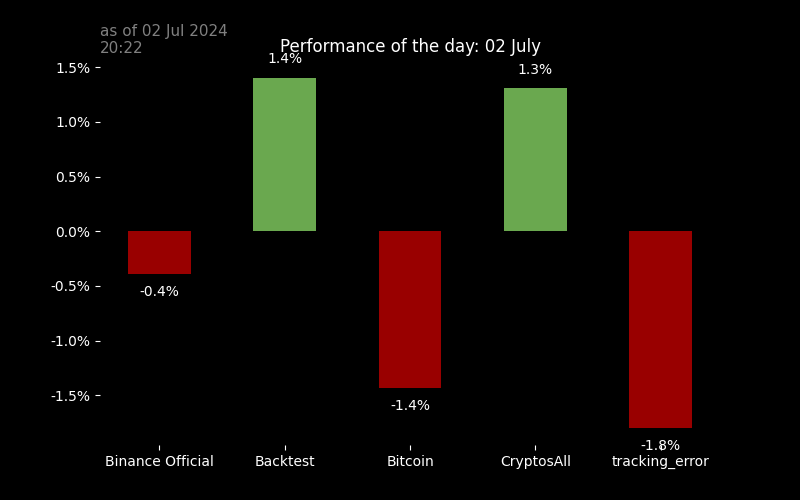 as of 02 Jul 2024
20:22
Performance of the day: 02 July
1.4%
1.3%
1.5%
1.0%
0.5%
0.0%
-0.5%
-1.0%
-1.5%
-0.4%
-1.4%
-1.8%
Binance Official
Backtest
Bitcoin
CryptosAll
tracking_error